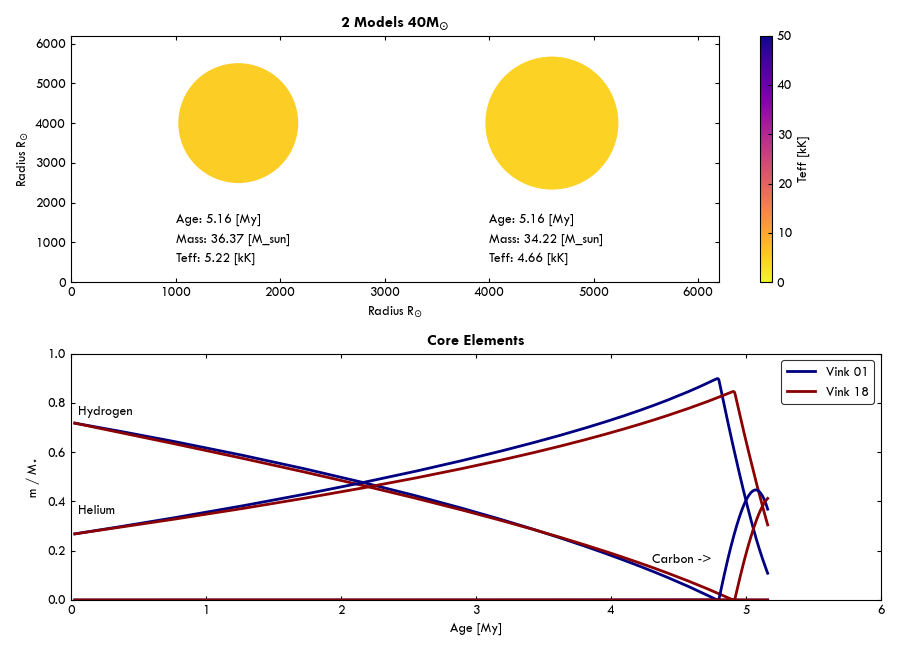 2 Models 40M☉
6000
5000
4000
3000
2000
1000
0
Radius R☉
Age: 5.16 [My]
Mass: 36.37 [M_sun]
Teff: 5.22 [kK]
Age: 5.16 [My]
Mass: 34.22 [M_sun]
Teff: 4.66 [kK]
0 1000 2000 3000 4000 5000 6000
Radius R☉
50
40
30
20
10
0
Teff [kK]
Core Elements
1.0
0.8
0.6
0.4
0.2
0.0
m / M⋆
Hydrogen
Helium
Carbon ->
Vink 01
Vink 18
0 1 2 3 4 5 6
Age [My]